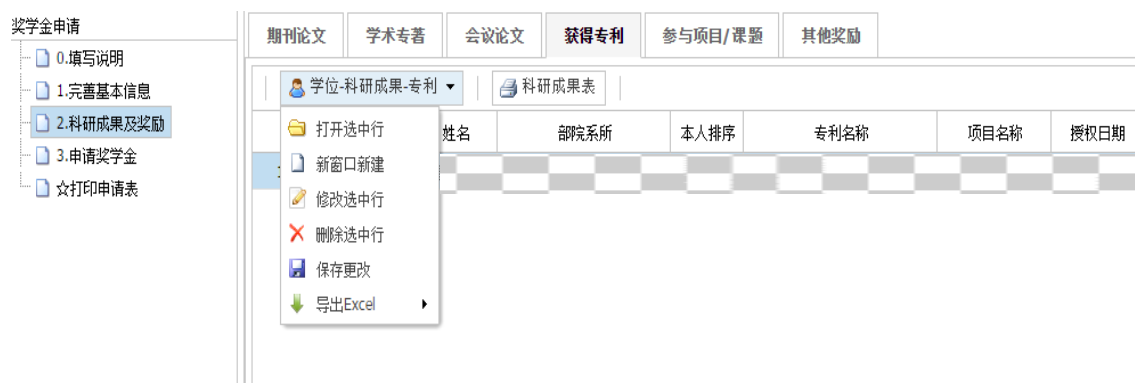 奖学金申请
0.填写说明
1.完善基本信息
2.科研成果及奖励
3.申请奖学金
☆打印申请表
期刊论文 学术专著 会议论文 获得专利 参与项目/课题 其他奖励
学位-科研成果-专利 科研成果表
姓名 部院系所 本人排序 专利名称 项目名称 授权日期
打开选中行
新窗口新建
修改选中行
删除选中行
保存更改
导出Excel